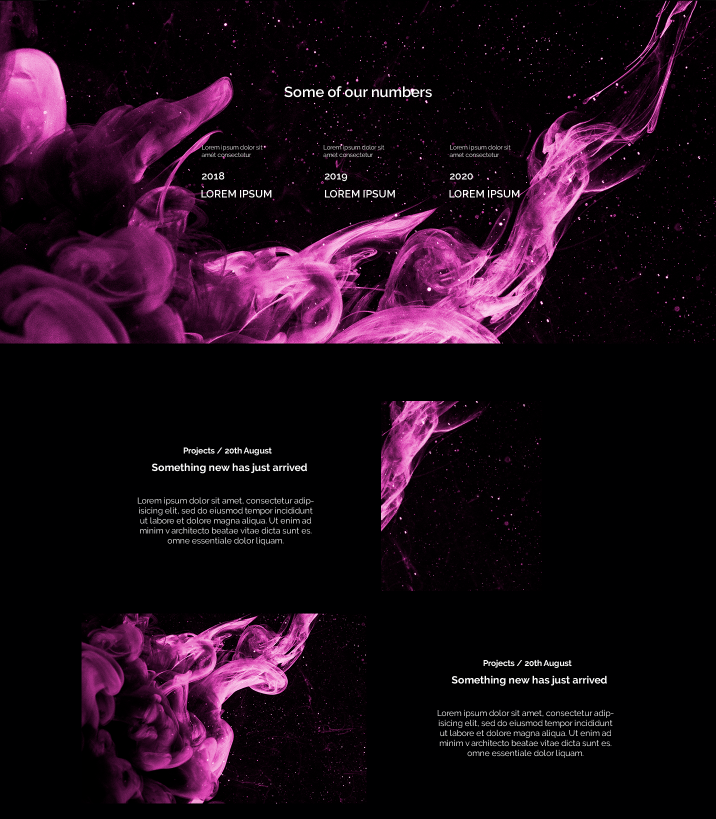 Some of our numbers
Lorem ipsum dolor sit
amet consectetur
2018
LOREM IPSUM
Lorem ipsum dolor sit
amet consectetur
2019
LOREM IPSUM
Lorem ipsum dolor sit
amet consectetur
2020
LOREM IPSUM
Projects / 20th August
Something new has just arrived
Lorem ipsum dolor sit amet, consectetur adip-
isicing elit, sed do eiusmod tempor incididunt
ut labore et dolore magna aliqua. Ut enim ad
minim v architecto beatae vitae dicta sunt es.
omne essentiale dolor liquam.
Projects / 20th August
Something new has just arrived
Lorem ipsum dolor sit amet, consectetur adip-
isicing elit, sed do eiusmod tempor incididunt
ut labore et dolore magna aliqua. Ut enim ad
minim v architecto beatae vitae dicta sunt es.
omne essentiale dolor liquam.